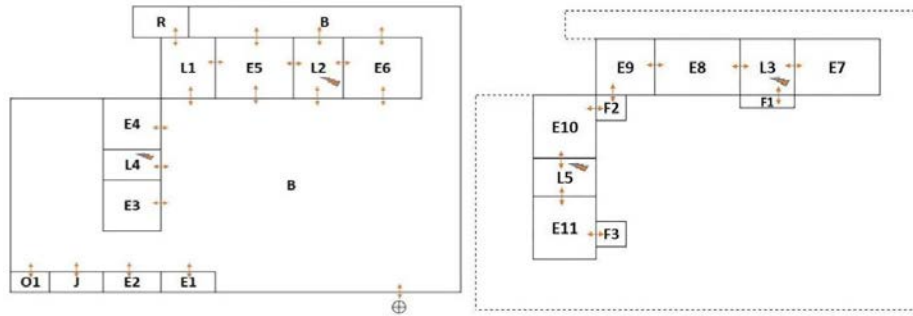 R B
L1 E5 L2 E6
E4
L4
E3
B
O1 J E2 E1
E9 E8 L3 E7
F2 F1
E10
L5
E11 F3